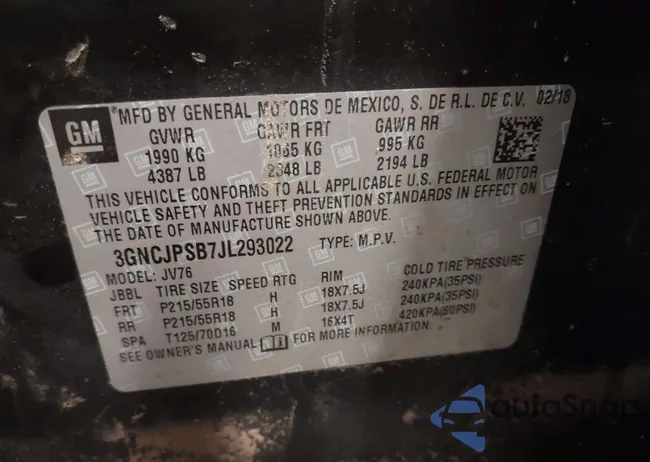 GM
MFD BY GENERAL MOTORS DE MEXICO, S. DE R.L. DE C.V. 02/18
GVWR GAWR FRT GAWR RR
1990 KG 1065 KG 995 KG
4387 LB 2348 LB 2194 LB
THIS VEHICLE CONFORMS TO ALL APPLICABLE U.S. FEDERAL MOTOR
VEHICLE SAFETY AND THEFT PREVENTION STANDARDS IN EFFECT ON
THE DATE OF MANUFACTURE SHOWN ABOVE.
3GNCJPSB7JL293022 TYPE: M.P.V.
MODEL: JV76
JBBL TIRE SIZE SPEED RTG RIM COLD TIRE PRESSURE
FRT P215/55R18 H 18X7.5J 240KPA(35PSI)
RR P215/55R18 H 18X7.5J 240KPA(35PSI)
SPA T125/70D16 M 16X4T 420KPA(60PSI)
SEE OWNER'S MANUAL FOR MORE INFORMATION.
autoSnap